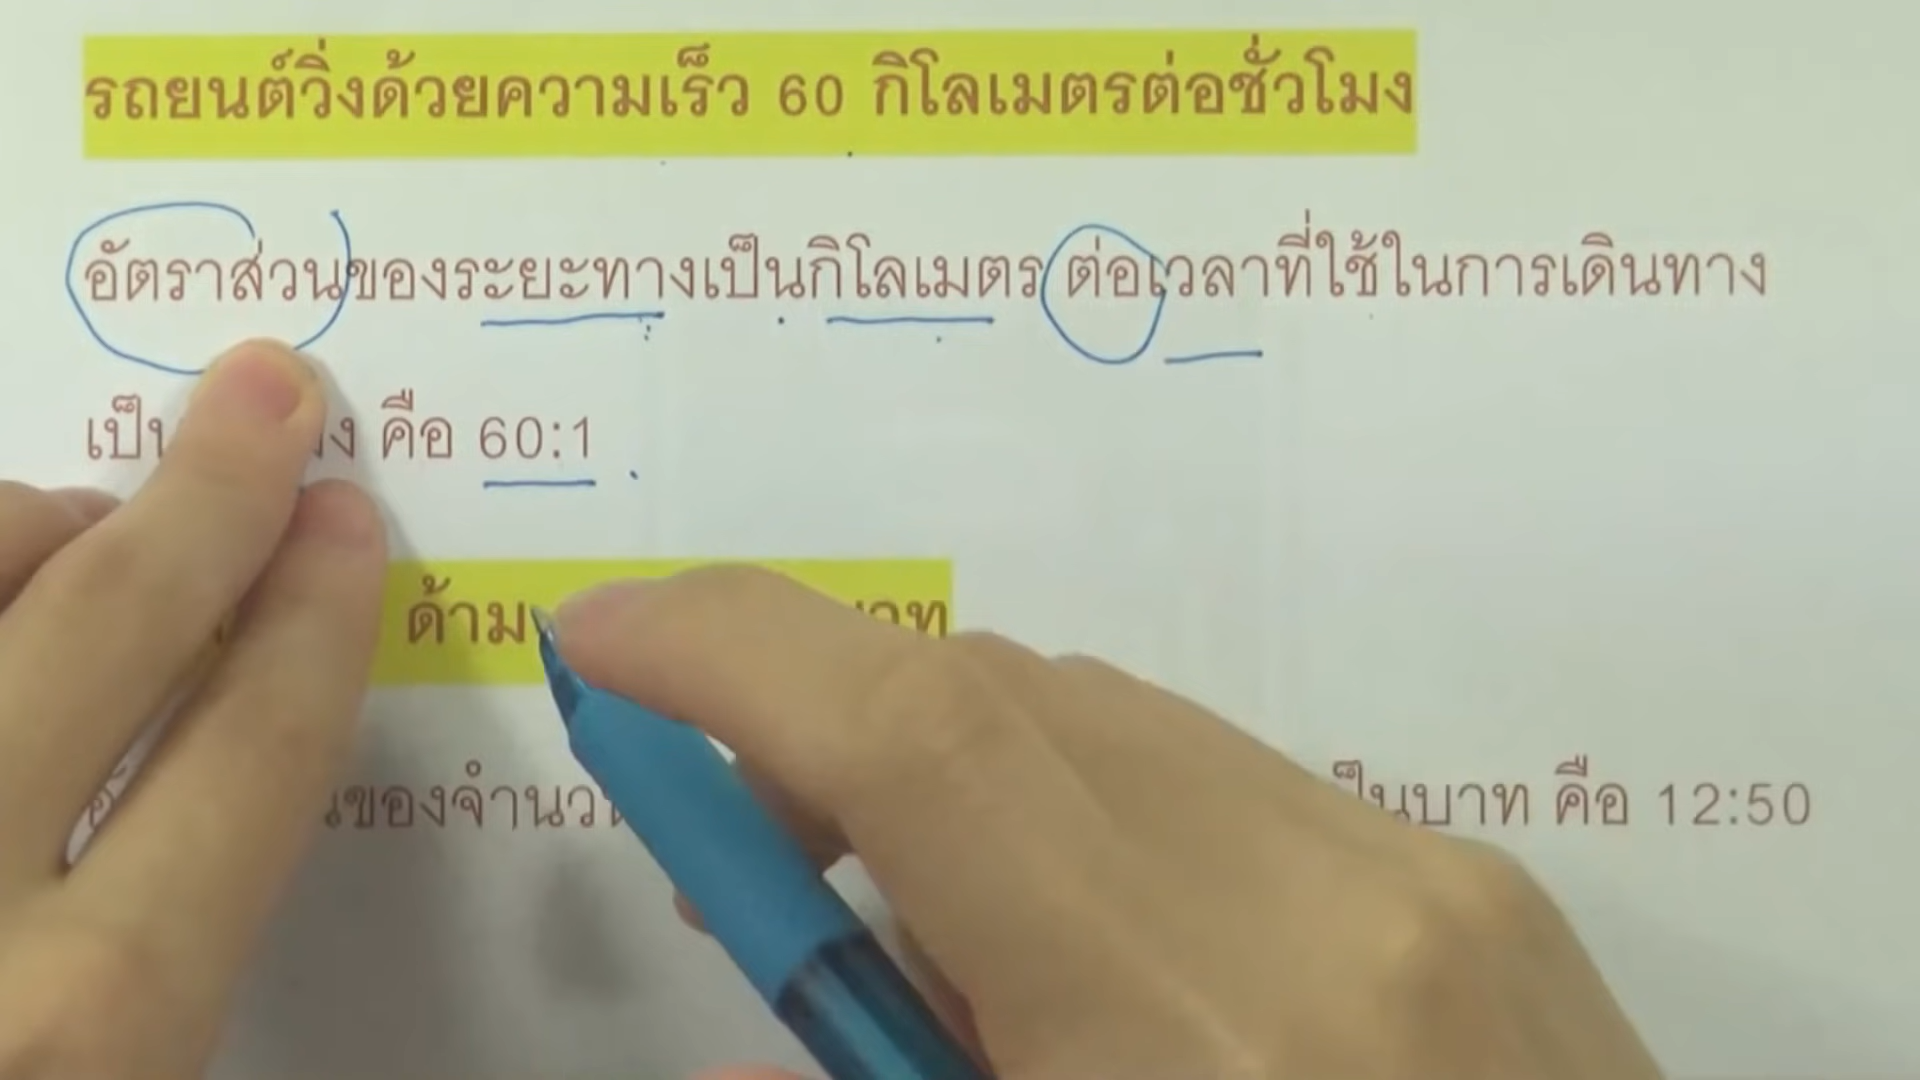 รถยนต์วิ่งด้วยความเร็ว 60 กิโลเมตรต่อชั่วโมง
อัตราส่วนของระยะทางเป็นกิโลเมตร ต่อเวลาที่ใช้ในการเดินทาง
คือ 60:1
ด้าม
ของจำนวน เป็นบาท คือ 12:50